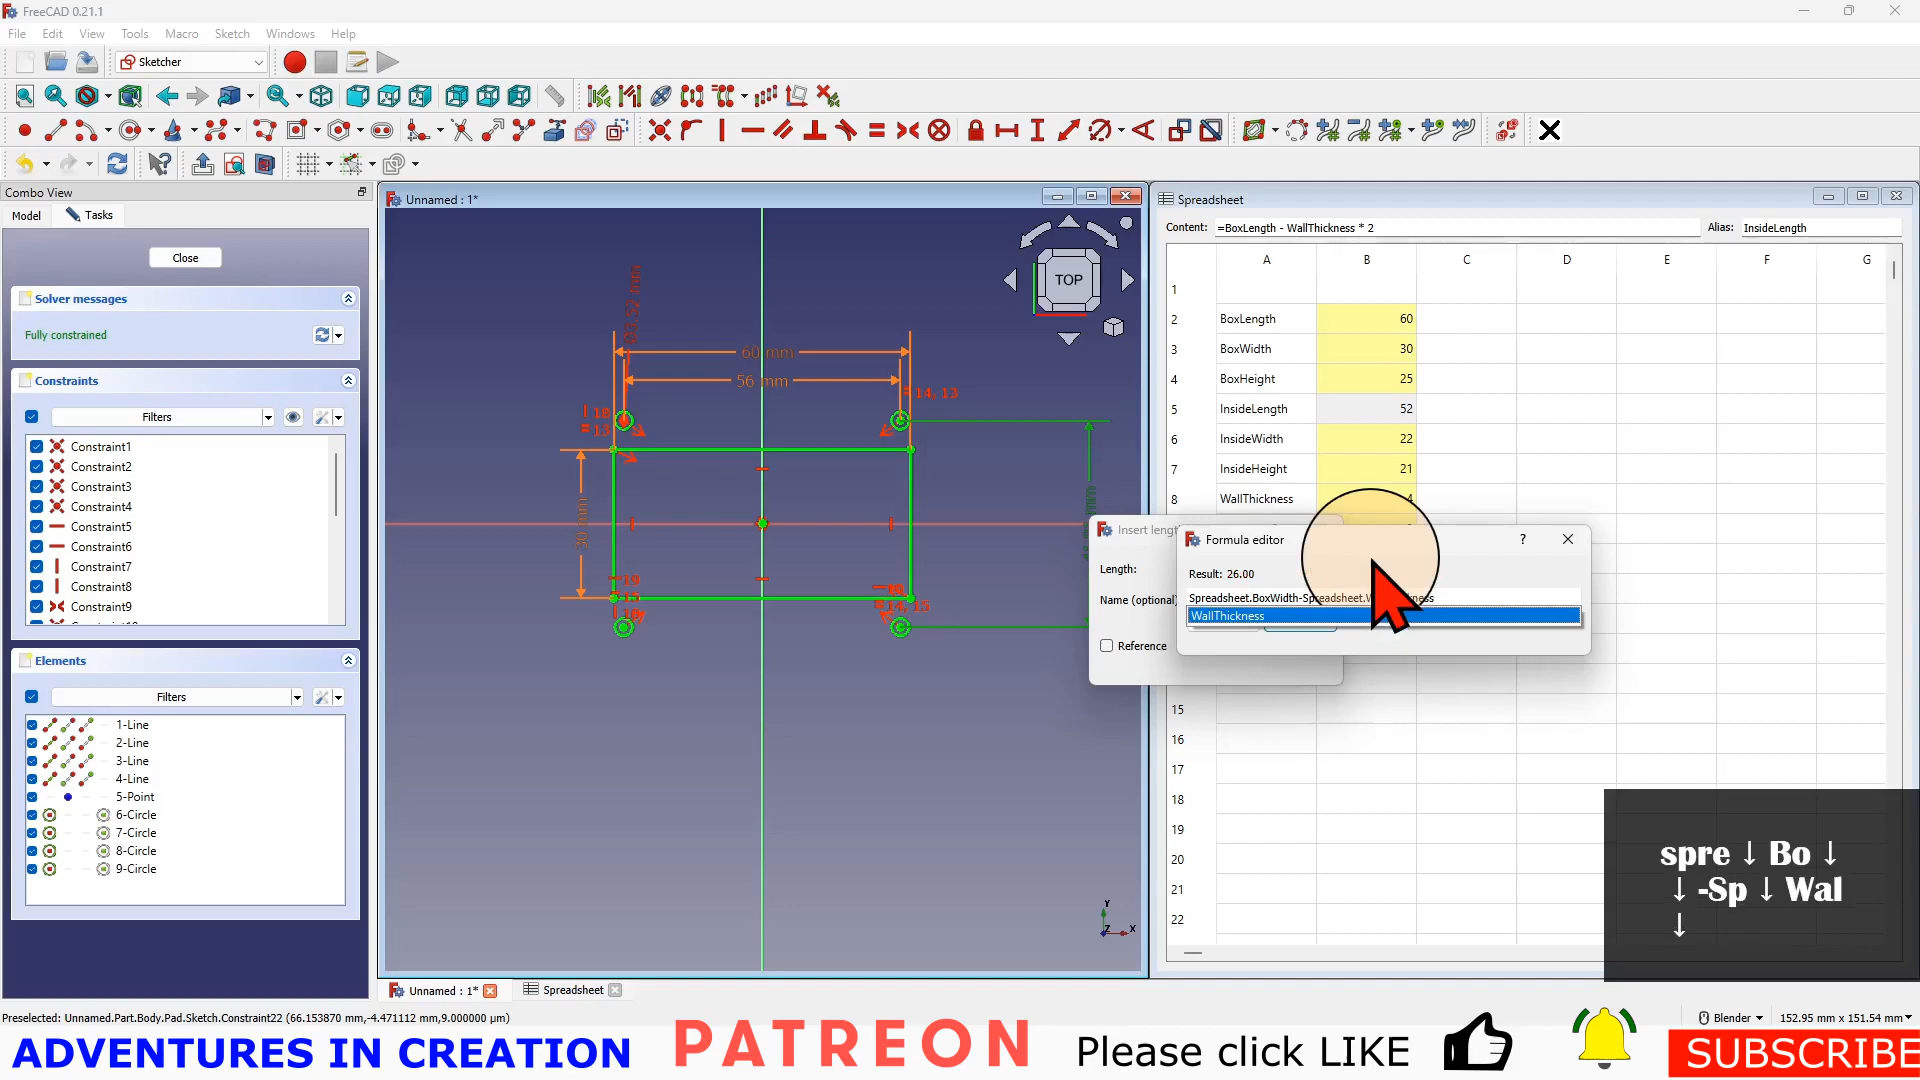 FreeCAD 0.21.1
File Edit View Tools Macro Sketch Windows Help
Sketcher
Combo View
Model Tasks
Close
Solver messages
Fully constrained
Constraints
Filters
Constraint1
Constraint2
Constraint3
Constraint4
Constraint5
Constraint6
Constraint7
Constraint8
Constraint9
Elements
Filters
1-Line
2-Line
3-Line
4-Line
5-Point
6-Circle
7-Circle
8-Circle
9-Circle
Unnamed : 1*
TOP
60 mm
56 mm
14, 13
30 mm
14, 15
Y
Z X
Spreadsheet
Content: =BoxLength - WallThickness * 2 Alias: InsideLength
A B C D E F G
1
2 BoxLength 60
3 BoxWidth 30
4 BoxHeight 25
5 InsideLength 52
6 InsideWidth 22
7 InsideHeight 21
8 WallThickness 4
15
16
17
18
19
20
21
22
Insert length
Length:
Name (optional)
Reference
Formula editor ?
Result: 26.00
WallThickness
spre ↓ Bo ↓
↓ -Sp ↓ Wal
↓
Unnamed : 1* Spreadsheet
Preselected: Unnamed.Part.Body.Pad.Sketch.Constraint22 (66.153870 mm,-4.471112 mm,9.000000 µm)
Blender 152.95 mm x 151.54 mm
ADVENTURES IN CREATION PATREON Please click LIKE SUBSCRIBE